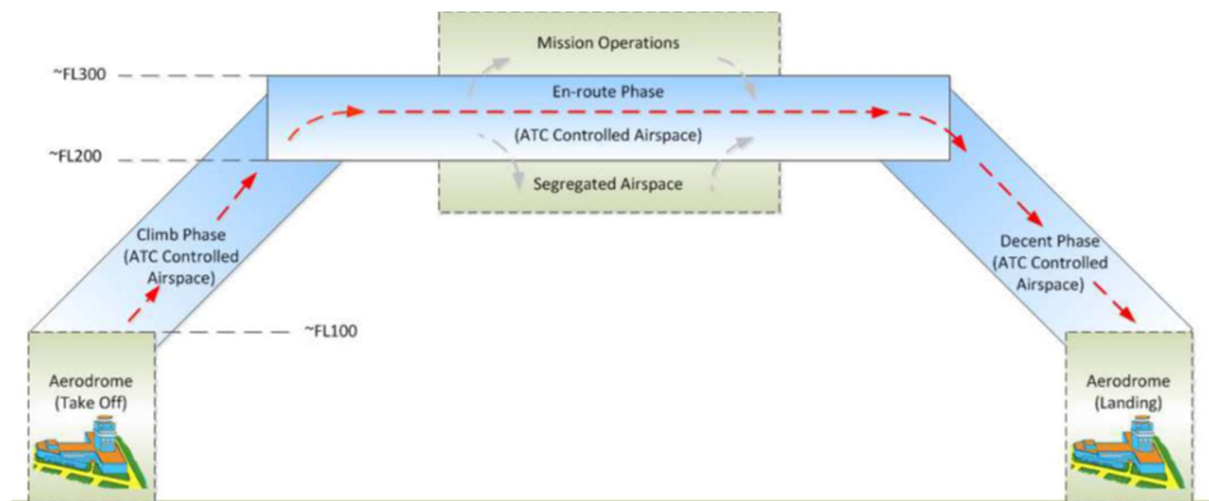 Mission Operations
~FL300
En-route Phase
(ATC Controlled Airspace)
~FL200
Segregated Airspace
Climb Phase
(ATC Controlled
Airspace)
Decent Phase
(ATC Controlled
Airspace)
~FL100
Aerodrome
(Take Off)
Aerodrome
(Landing)